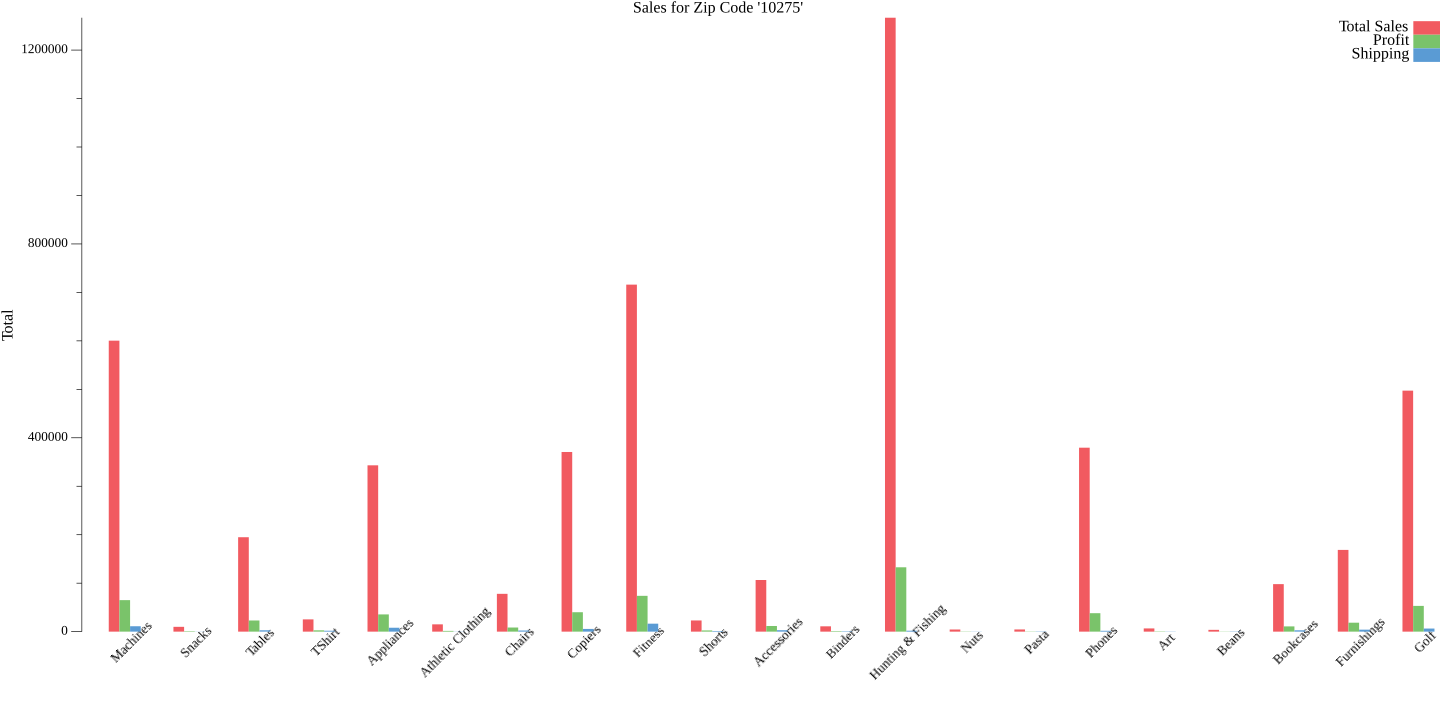 Sales for Zip Code '10275'
Total Sales
Profit
Shipping
1200000
800000
400000
0
Total
Machines
Snacks
Tables
TShirt
Appliances
Athletic Clothing
Chairs
Copiers
Fitness
Shorts
Accessories
Binders
Hunting & Fishing
Nuts
Pasta
Phones
Art
Beans
Bookcases
Furnishings
Golf